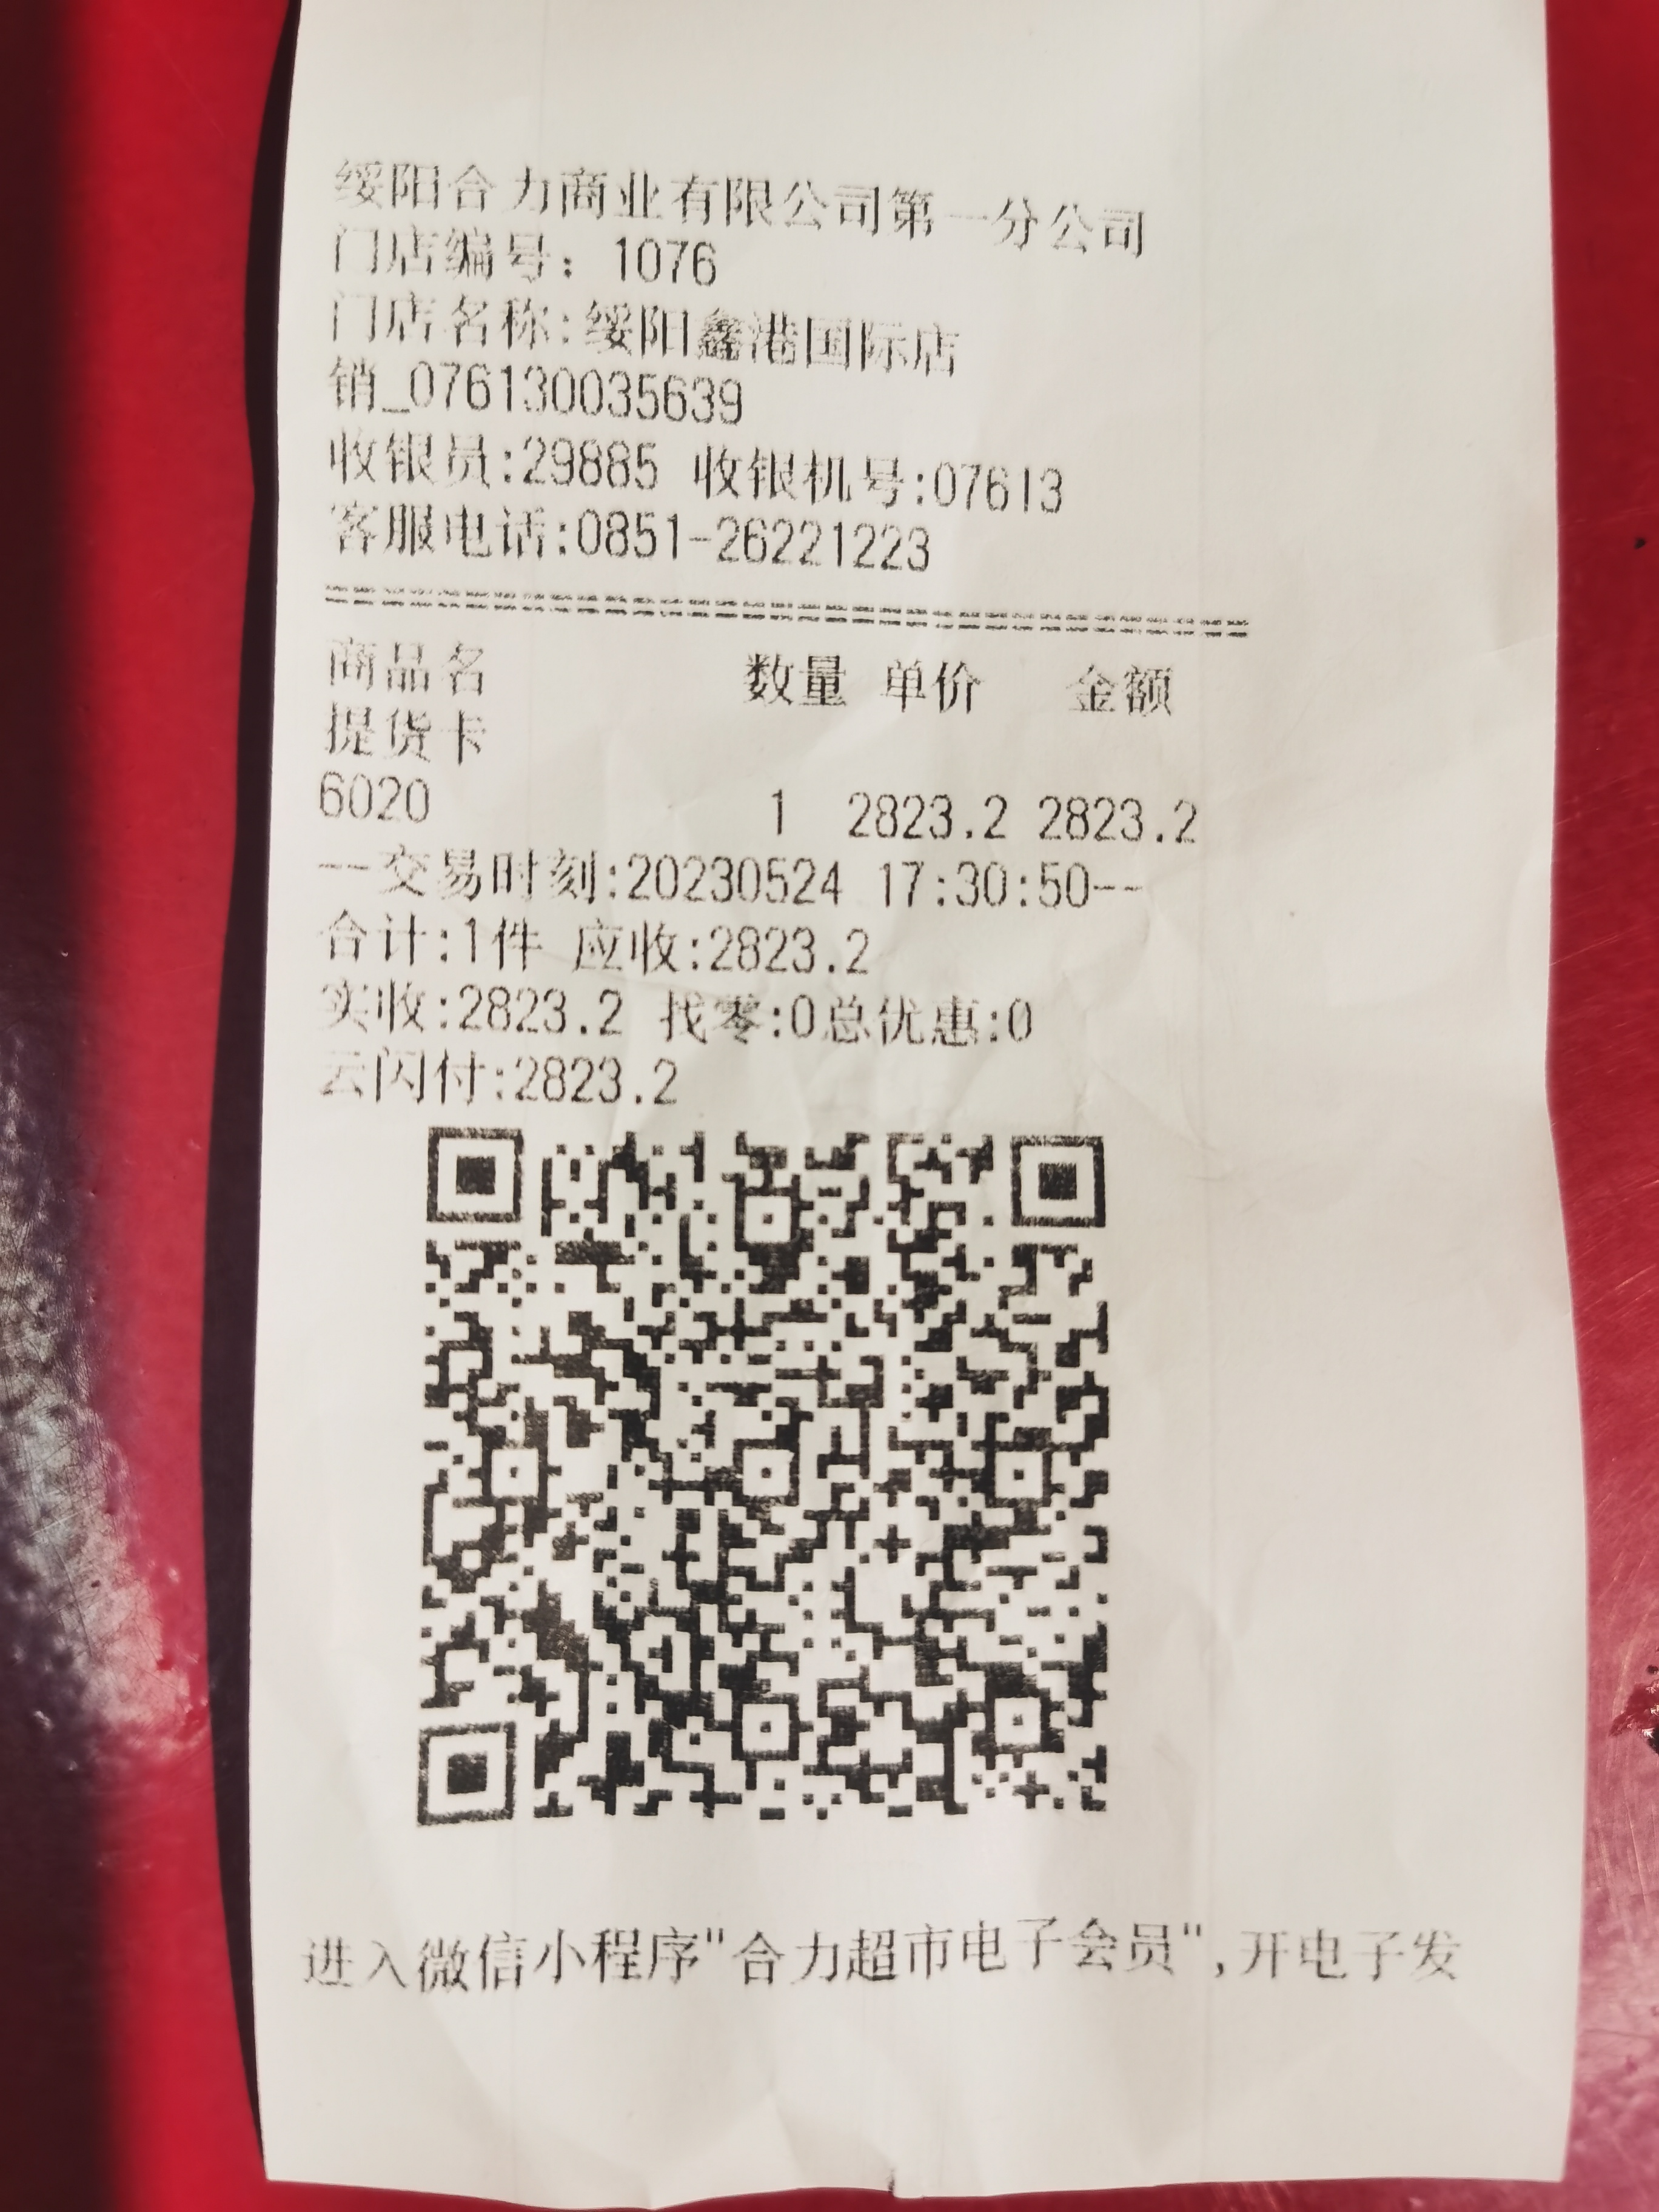 绥阳合力商业有限公司第一分公司
门店编号：1076
门店名称:绥阳鑫港国际店
销_076130035639
收银员:29885 收银机号:07613
客服电话:0851-26221223
==================================
商品名 数量 单价 金额
提货卡
6020 1 2823.2 2823.2
--交易时刻:20230524 17:30:50--
合计:1件 应收:2823.2
实收:2823.2 找零:0总优惠:0
云闪付:2823.2
进入微信小程序"合力超市电子会员",开电子发